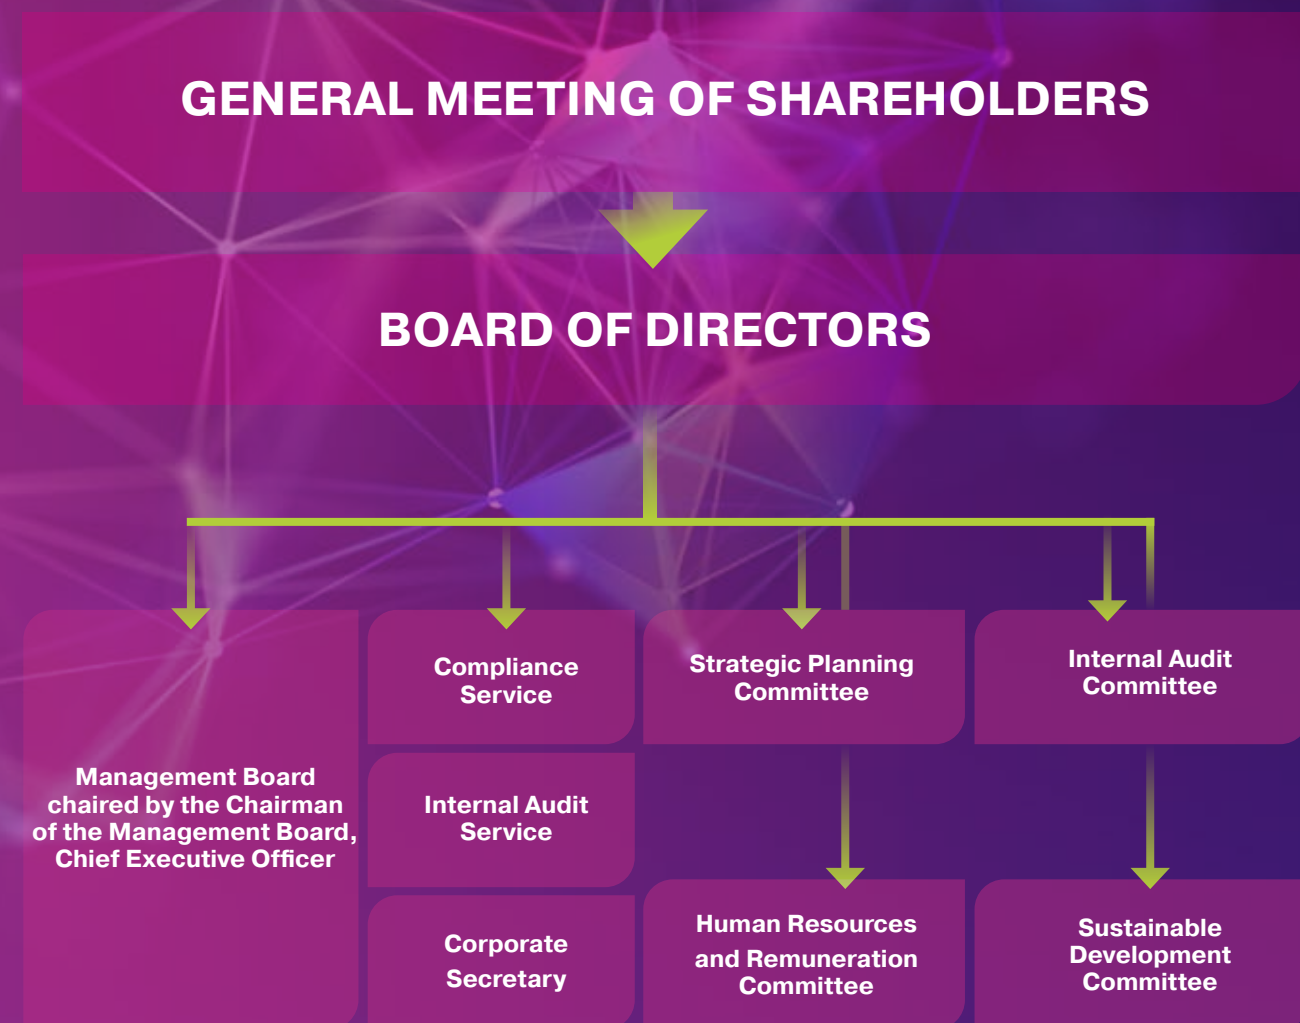 GENERAL MEETING OF SHAREHOLDERS
BOARD OF DIRECTORS
Management Board
chaired by the Chairman
of the Management Board,
Chief Executive Officer
Compliance
Service
Internal Audit
Service
Corporate
Secretary
Strategic Planning
Committee
Human Resources
and Remuneration
Committee
Internal Audit
Committee
Sustainable
Development
Committee